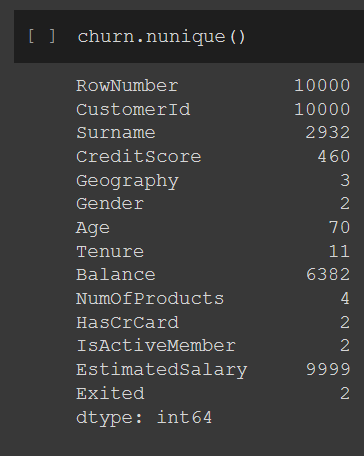 [ ] churn.nunique()
RowNumber 10000
CustomerId 10000
Surname 2932
CreditScore 460
Geography 3
Gender 2
Age 70
Tenure 11
Balance 6382
NumOfProducts 4
HasCrCard 2
IsActiveMember 2
EstimatedSalary 9999
Exited 2
dtype: int64